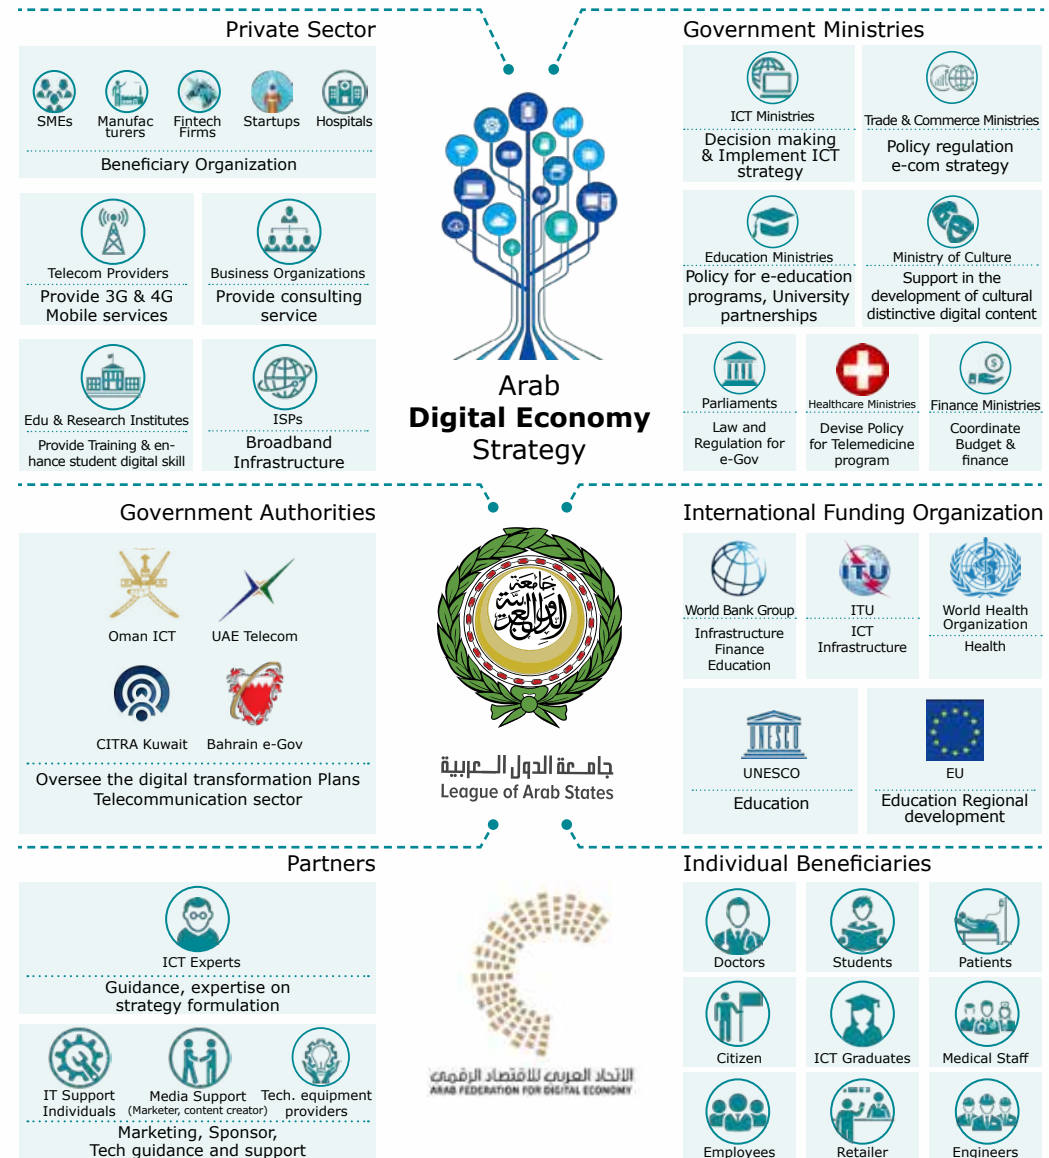 Private Sector
SMEs
Manufac
turers
Fintech
Firms
Startups
Hospitals
Beneficiary Organization
Telecom Providers
Provide 3G & 4G
Mobile services
Business Organizations
Provide consulting
service
Edu & Research Institutes
Provide Training & en-
hance student digital skill
ISPs
Broadband
Infrastructure
Arab
Digital Economy
Strategy
Government Ministries
ICT Ministries
Decision making
& Implement ICT
strategy
Trade & Commerce Ministries
Policy regulation
e-com strategy
Education Ministries
Policy for e-education
programs, University
partnerships
Ministry of Culture
Support in the
development of cultural
distinctive digital content
Parliaments
Law and
Regulation for
e-Gov
Healthcare Ministries
Devise Policy
for Telemedicine
program
Finance Ministries
Coordinate
Budget &
finance
Government Authorities
Oman ICT
UAE Telecom
CITRA Kuwait
Bahrain e-Gov
Oversee the digital transformation Plans
Telecommunication sector
جامعة الدول العربية
جامعة الدول العربية
League of Arab States
International Funding Organization
World Bank Group
Infrastructure
Finance
Education
ITU
ITU
ICT
Infrastructure
World Health
Organization
Health
UNESCO
UNESCO
Education
EU
Education Regional
development
Partners
ICT Experts
Guidance, expertise on
strategy formulation
IT Support
Individuals
Media Support
(Marketer, content creator)
Tech. equipment
providers
Marketing, Sponsor,
Tech guidance and support
الاتحاد العربي للاقتصاد الرقمي
ARAB FEDERATION FOR DIGITAL ECONOMY
Individual Beneficiaries
Doctors
Students
Patients
Citizen
ICT Graduates
Medical Staff
Employees
Retailer
Engineers